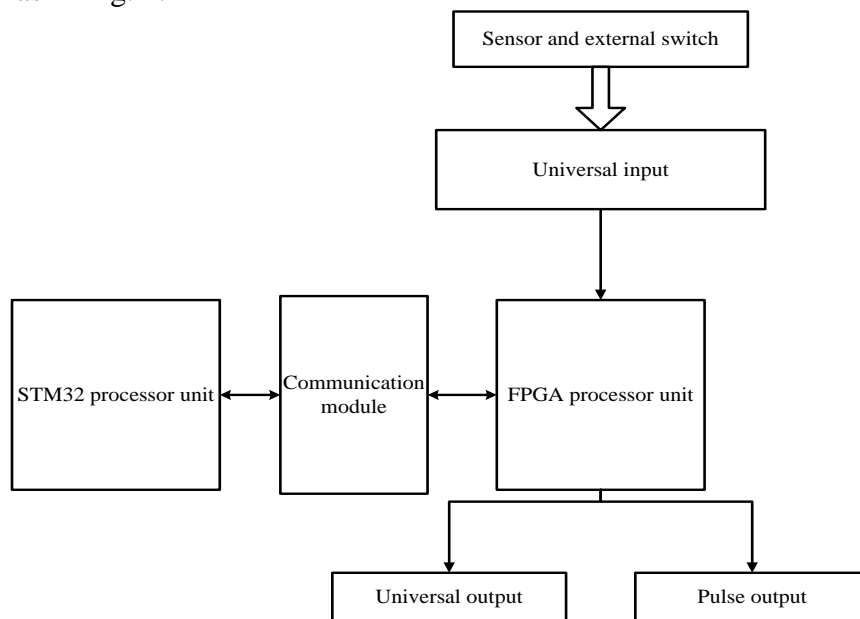 Sensor and external switch
Universal input
STM32 processor unit
Communication
module
FPGA processor unit
Universal output
Pulse output